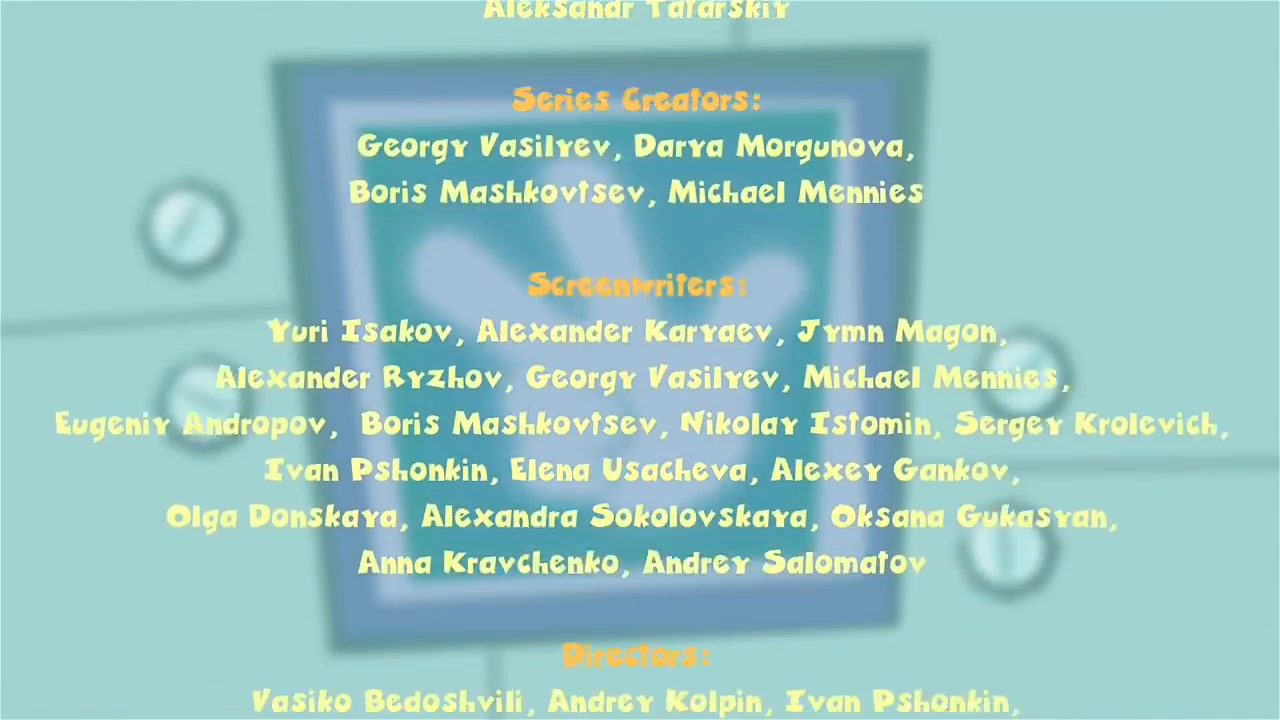 Aleksandr Tatarskiy
Series Creators:
Georgy Vasilyev, Darya Morgunova,
Boris Mashkovtsev, Michael Mennies
Screenwriters:
Yuri Isakov, Alexander Karyaev, Jymn Magon,
Alexander Ryzhov, Georgy Vasilyev, Michael Mennies,
Eugeniy Andropov, Boris Mashkovtsev, Nikolay Istomin, Sergey Krolevich,
Ivan Pshonkin, Elena Usacheva, Alexey Gankov,
Olga Donskaya, Alexandra Sokolovskaya, Oksana Gukasyan,
Anna Kravchenko, Andrey Salomatov
Directors:
Vasiko Bedoshvili, Andrey Kolpin, Ivan Pshonkin,